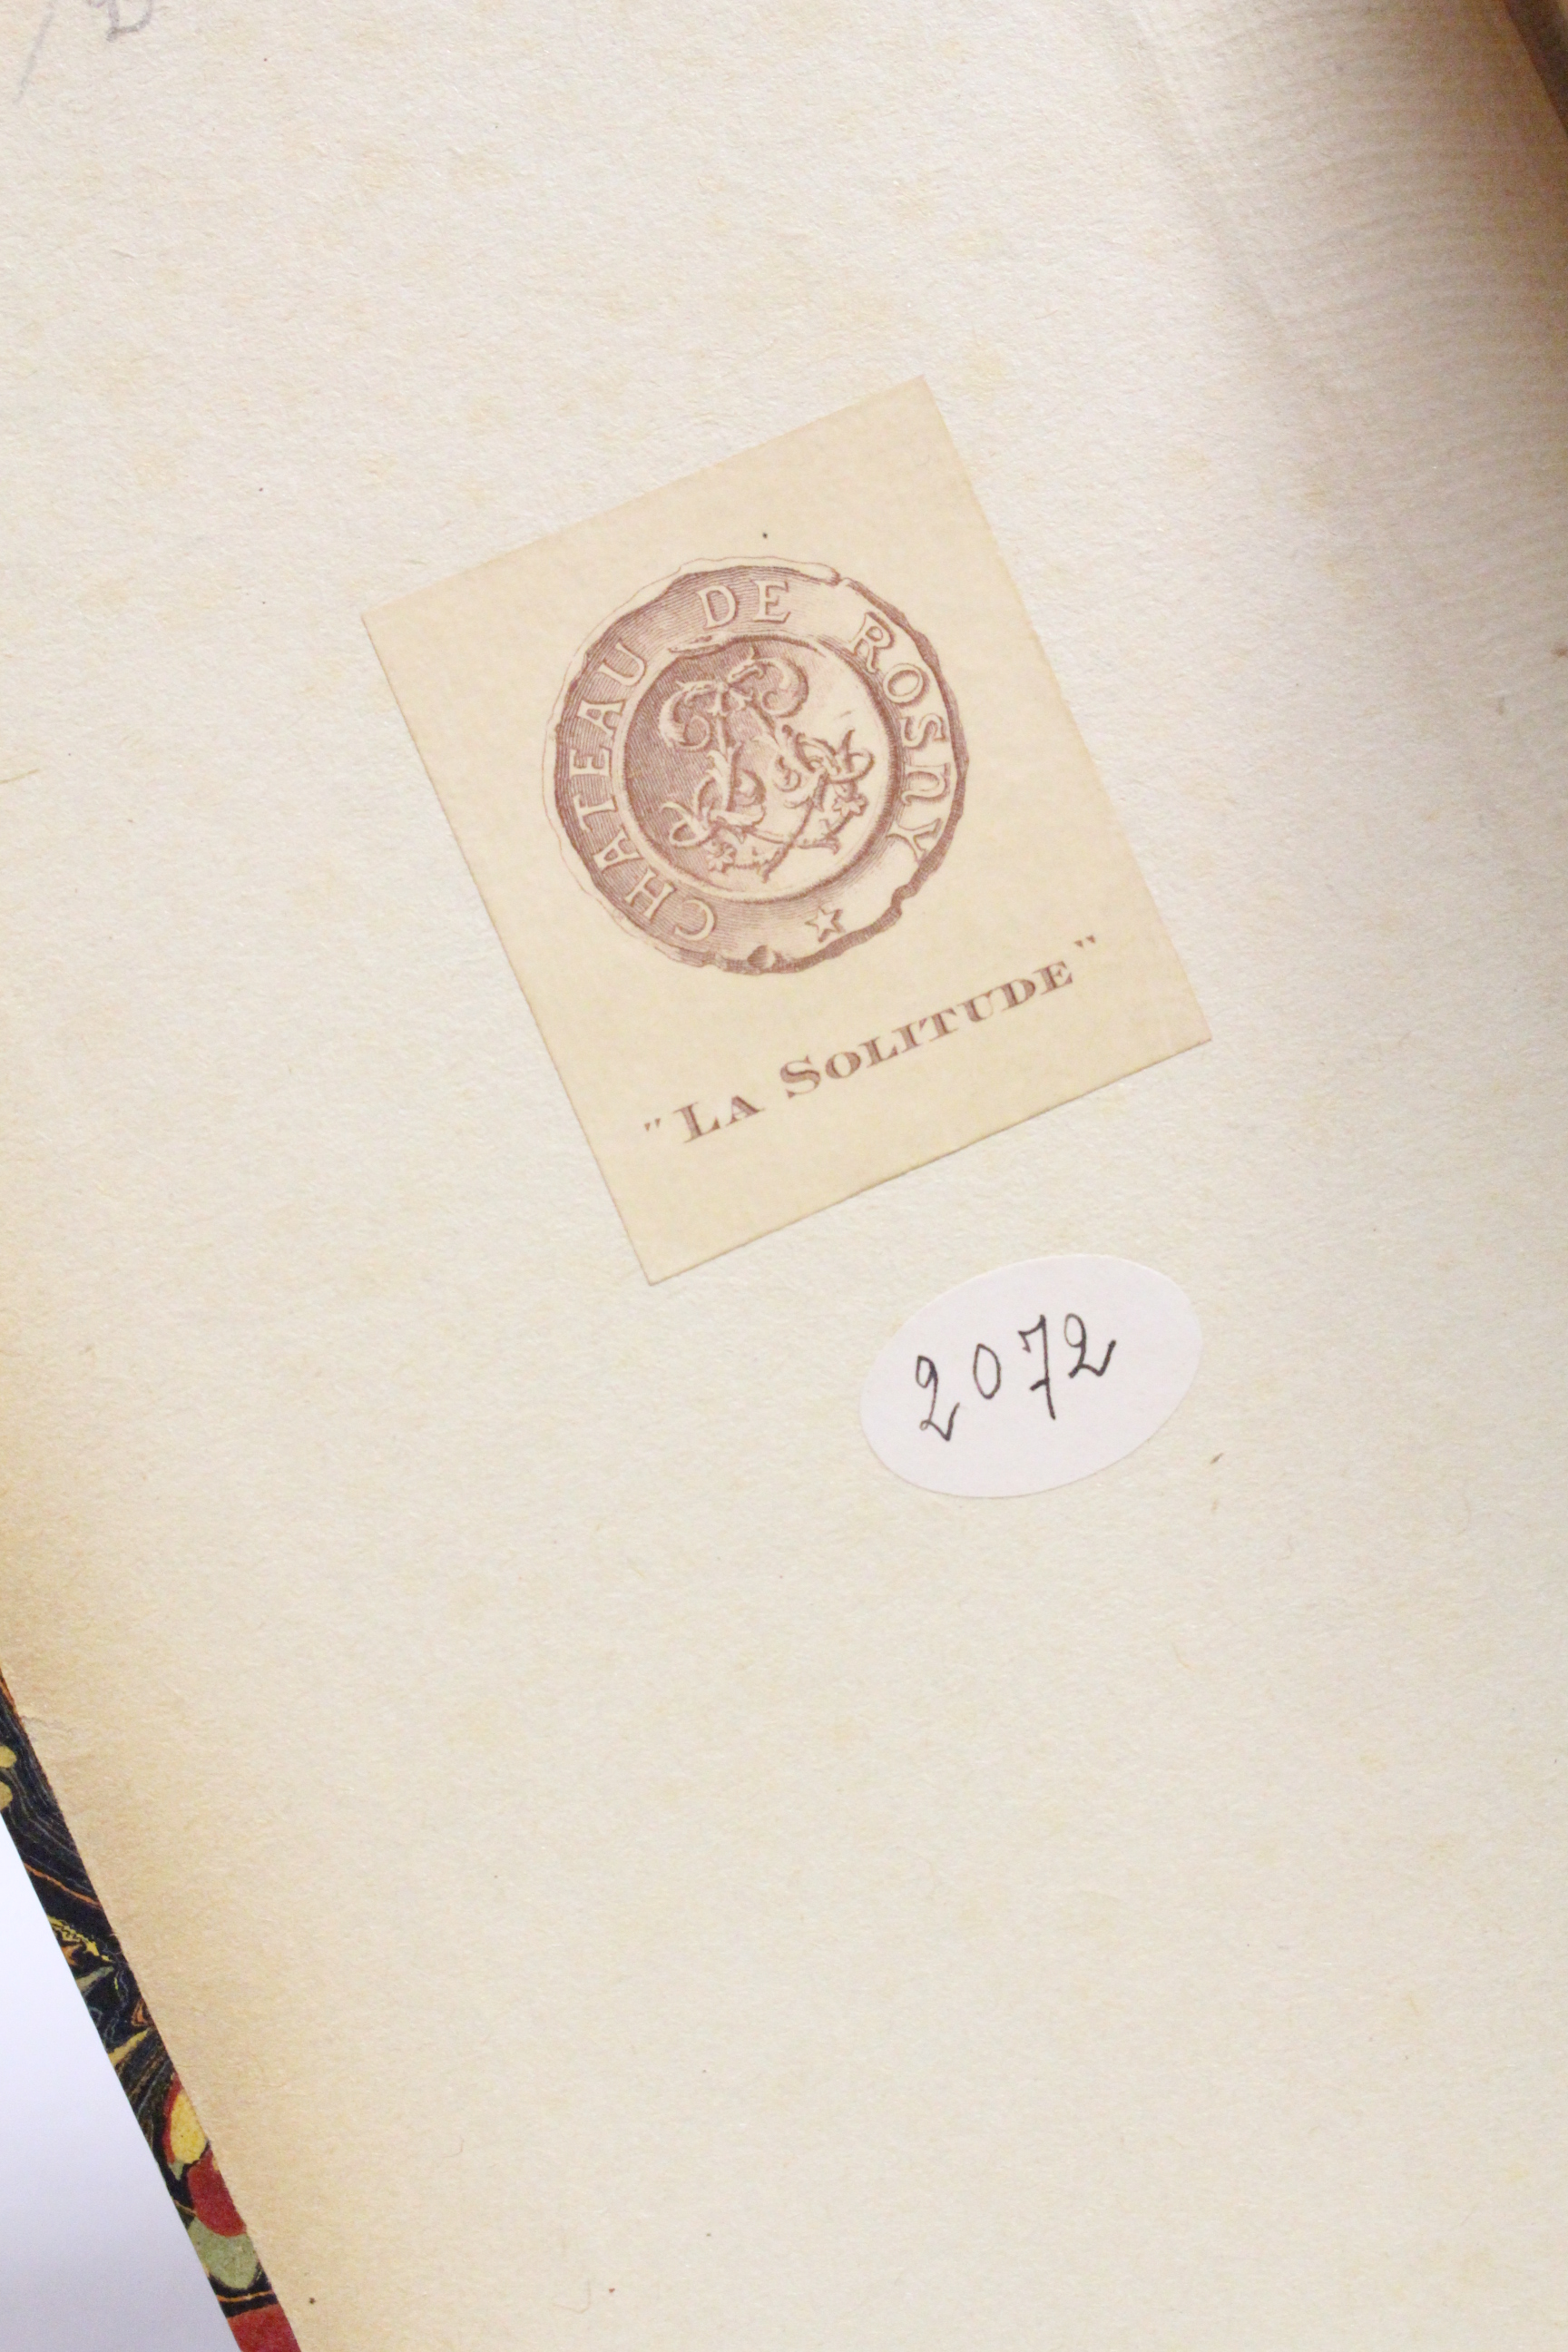 CHATEAU DE ROSNY
"LA SOLITUDE"
2072